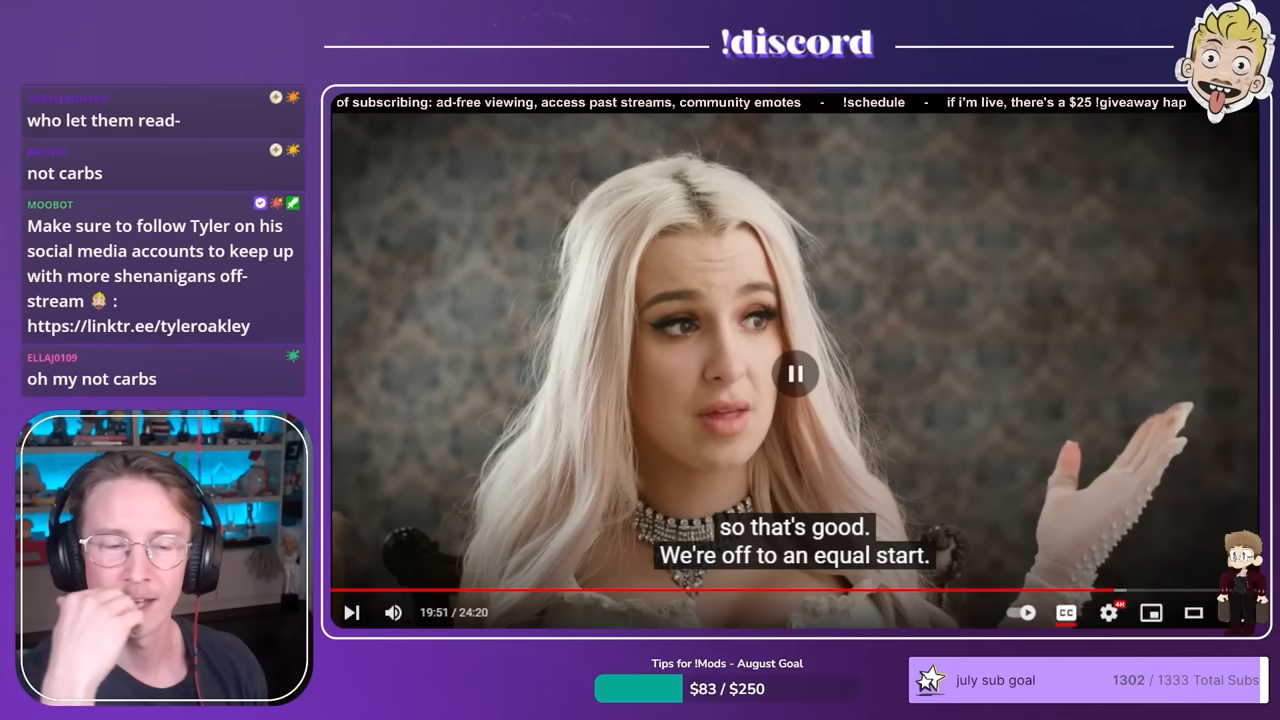 !discord
of subscribing: ad-free viewing, access past streams, community emotes - !schedule - if i'm live, there's a $25 !giveaway hap
who let them read-
not carbs
MOOBOT
Make sure to follow Tyler on his
social media accounts to keep up
with more shenanigans off-
stream :
https://linktr.ee/tyleroakley
ELLAJ0109
oh my not carbs
so that's good.
We're off to an equal start.
19:51 / 24:20
CC
4K
Tips for !Mods - August Goal
$83 / $250
july sub goal
1302 / 1333 Total Subs